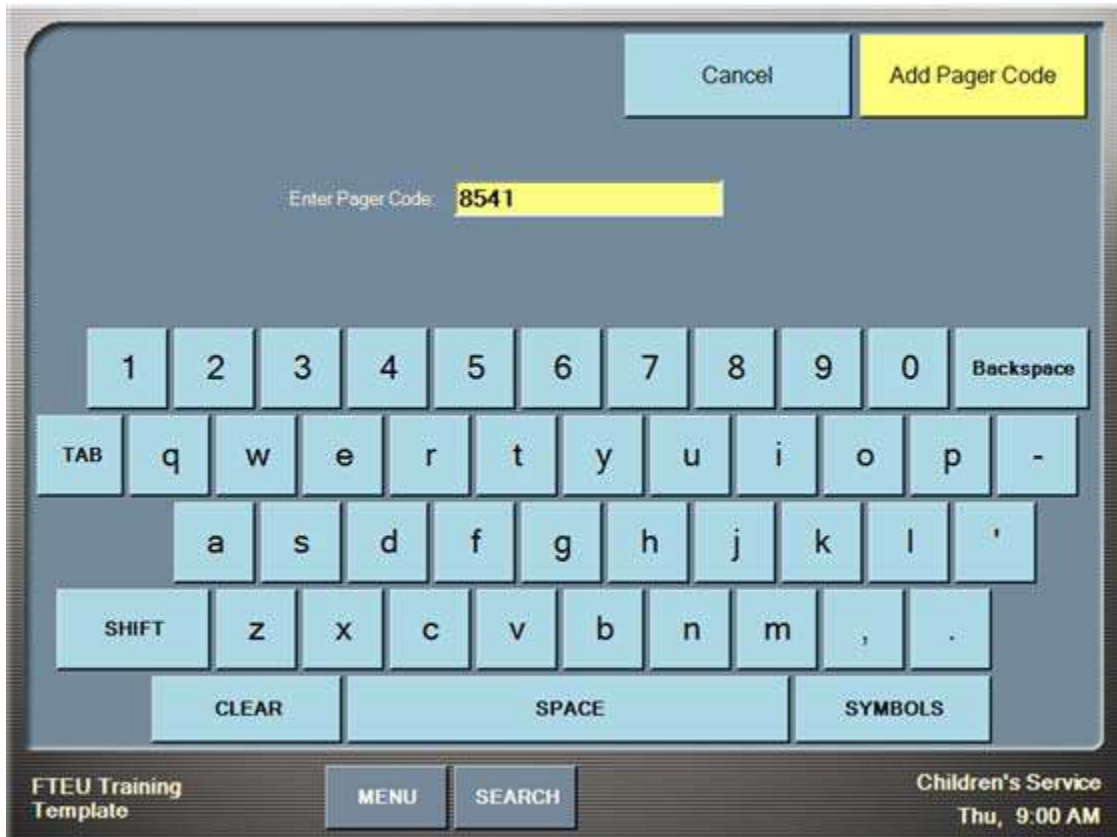 Cancel Add Pager Code
Enter Pager Code: 8541
1 2 3 4 5 6 7 8 9 0 Backspace
TAB q w e r t y u i o p -
a s d f g h j k l '
SHIFT z x c v b n m , .
CLEAR SPACE SYMBOLS
FTEU Training
Template
MENU SEARCH
Children's Service
Thu, 9:00 AM